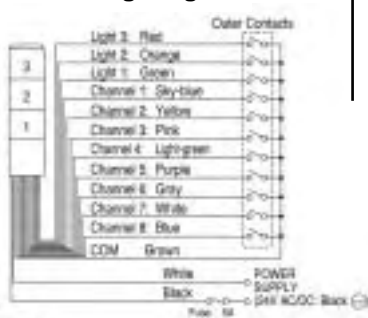 Outer Contacts
Light 3: Red
Light 2: Orange
Light 1: Green
Channel 1: Sky-blue
Channel 2: Yellow
Channel 3: Pink
Channel 4: Light-green
Channel 5: Purple
Channel 6: Gray
Channel 7: White
Channel 8: Blue
COM Brown
3
2
1
White POWER
SUPPLY
Black (24V AC/DC: Black
Fuse 5A